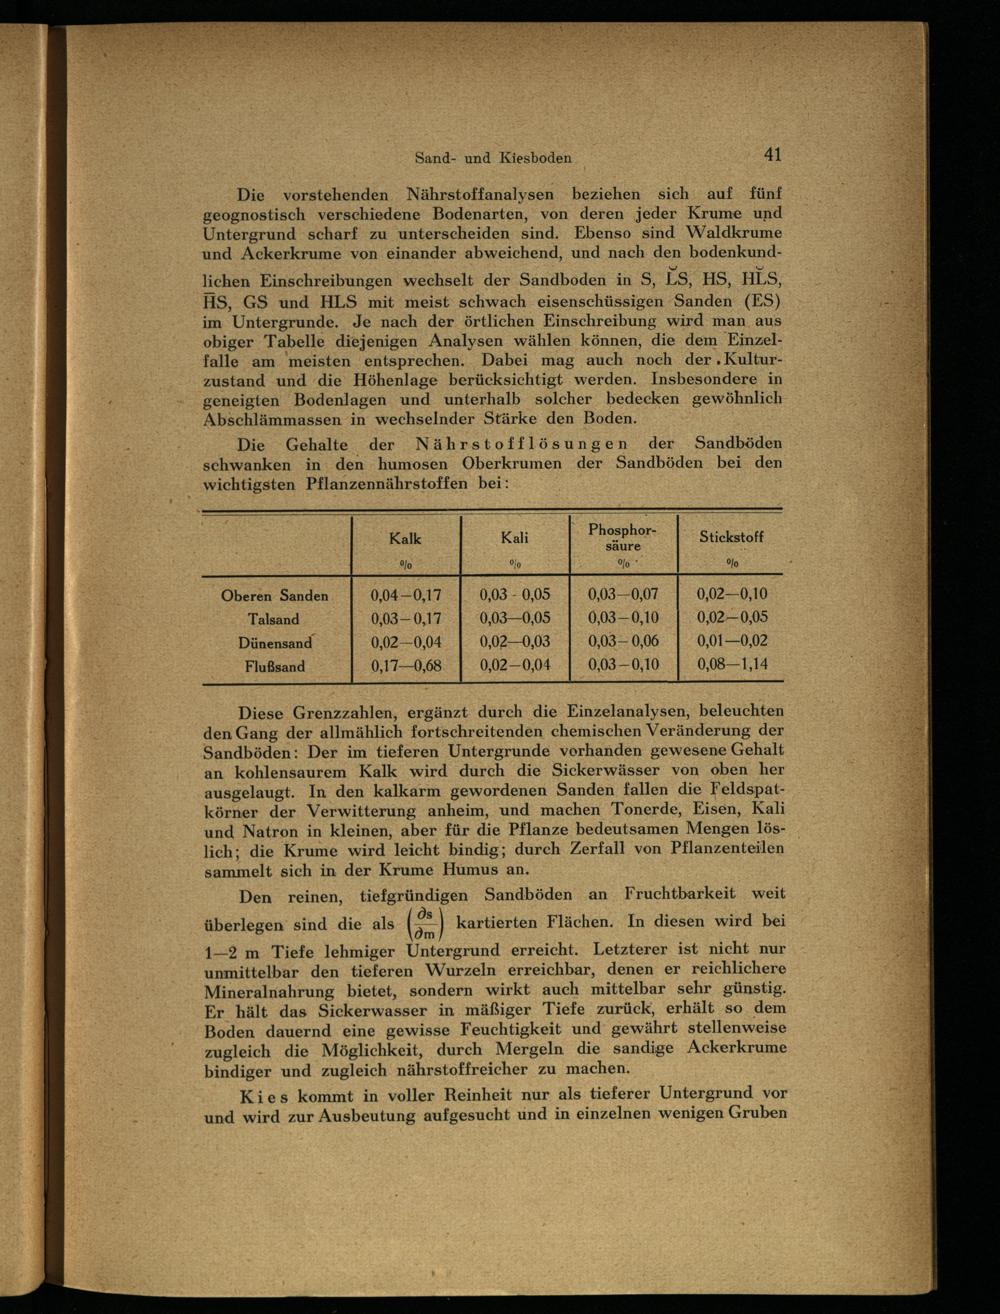 Sand- und Kiesboden 41
Die vorstehenden Nährstoffanalysen beziehen sich auf fünf
geognostisch verschiedene Bodenarten, von deren jeder Krume und
Untergrund scharf zu unterscheiden sind. Ebenso sind Waldkrume
und Ackerkrume von einander abweichend, und nach den bodenkund-
lichen Einschreibungen wechselt der Sandboden in S, L̆S, HS, HL̆S,
H̅S, GS und HLS mit meist schwach eisenschüssigen Sanden (ES)
im Untergrunde. Je nach der örtlichen Einschreibung wird man aus
obiger Tabelle diejenigen Analysen wählen können, die dem Einzel-
falle am meisten entsprechen. Dabei mag auch noch der Kultur-
zustand und die Höhenlage berücksichtigt werden. Insbesondere in
geneigten Bodenlagen und unterhalb solcher bedecken gewöhnlich
Abschlämmassen in wechselnder Stärke den Boden.
Die Gehalte der Nährstofflösungen der Sandböden
schwanken in den humosen Oberkrumen der Sandböden bei den
wichtigsten Pflanzennährstoffen bei:
Kalk Kali Phosphor- Stickstoff
säure
% % % %
Oberen Sanden 0,04–0,17 0,03-0,05 0,03–0,07 0,02–0,10
Talsand 0,03–0,17 0,03–0,05 0,03–0,10 0,02–0,05
Dünensand 0,02–0,04 0,02–0,03 0,03–0,06 0,01–0,02
Flußsand 0,17–0,68 0,02–0,04 0,03–0,10 0,08–1,14
Diese Grenzzahlen, ergänzt durch die Einzelanalysen, beleuchten
den Gang der allmählich fortschreitenden chemischen Veränderung der
Sandböden: Der im tieferen Untergrunde vorhanden gewesene Gehalt
an kohlensaurem Kalk wird durch die Sickerwässer von oben her
ausgelaugt. In den kalkarm gewordenen Sanden fallen die Feldspat-
körner der Verwitterung anheim, und machen Tonerde, Eisen, Kali
und Natron in kleinen, aber für die Pflanze bedeutsamen Mengen lös-
lich; die Krume wird leicht bindig; durch Zerfall von Pflanzenteilen
sammelt sich in der Krume Humus an.
Den reinen, tiefgründigen Sandböden an Fruchtbarkeit weit
überlegen sind die als (∂s/∂m) kartierten Flächen. In diesen wird bei
1–2 m Tiefe lehmiger Untergrund erreicht. Letzterer ist nicht nur
unmittelbar den tieferen Wurzeln erreichbar, denen er reichlichere
Mineralnahrung bietet, sondern wirkt auch mittelbar sehr günstig.
Er hält das Sickerwasser in mäßiger Tiefe zurück, erhält so dem
Boden dauernd eine gewisse Feuchtigkeit und gewährt stellenweise
zugleich die Möglichkeit, durch Mergeln die sandige Ackerkrume
bindiger und zugleich nährstoffreicher zu machen.
Kies kommt in voller Reinheit nur als tieferer Untergrund vor
und wird zur Ausbeutung aufgesucht und in einzelnen wenigen Gruben